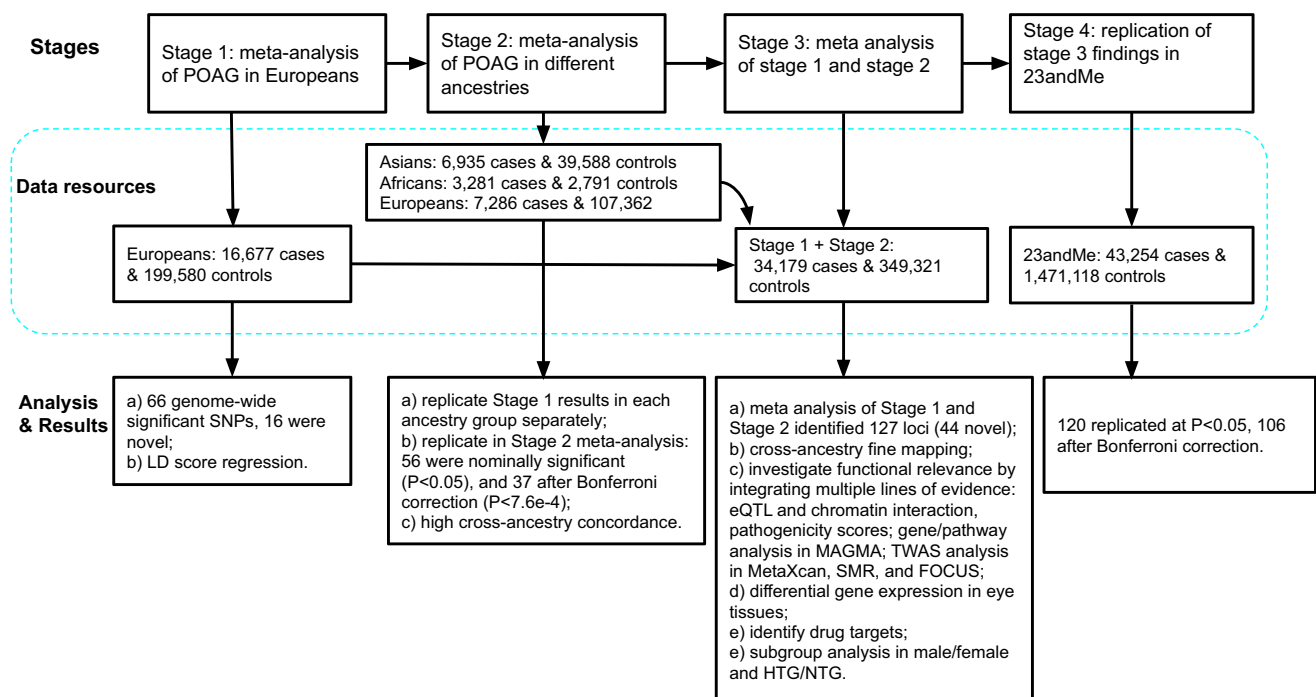 Stages
Stage 1: meta-analysis
of POAG in Europeans
Stage 2: meta-analysis
of POAG in different
ancestries
Stage 3: meta analysis
of stage 1 and stage 2
Stage 4: replication of
stage 3 findings in
23andMe
Data resources
Asians: 6,935 cases & 39,588 controls
Africans: 3,281 cases & 2,791 controls
Europeans: 7,286 cases & 107,362
Europeans: 16,677 cases
& 199,580 controls
Stage 1 + Stage 2:
34,179 cases & 349,321
controls
23andMe: 43,254 cases &
1,471,118 controls
Analysis
& Results
a) 66 genome-wide
significant SNPs, 16 were
novel;
b) LD score regression.
a) replicate Stage 1 results in each
ancestry group separately;
b) replicate in Stage 2 meta-analysis:
56 were nominally significant
(P<0.05), and 37 after Bonferroni
correction (P<7.6e-4);
c) high cross-ancestry concordance.
a) meta analysis of Stage 1 and
Stage 2 identified 127 loci (44 novel);
b) cross-ancestry fine mapping;
c) investigate functional relevance by
integrating multiple lines of evidence:
eQTL and chromatin interaction,
pathogenicity scores; gene/pathway
analysis in MAGMA; TWAS analysis
in MetaXcan, SMR, and FOCUS;
d) differential gene expression in eye
tissues;
e) identify drug targets;
e) subgroup analysis in male/female
and HTG/NTG.
120 replicated at P<0.05, 106
after Bonferroni correction.